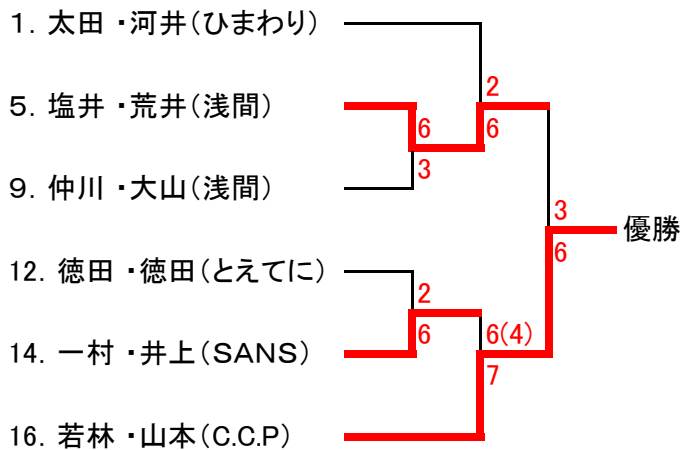 1. 太田 ・河井(ひまわり)
2
5. 塩井 ・荒井(浅間)
6
6
3
9. 仲川 ・大山(浅間)
3
優勝
6
12. 徳田 ・徳田(とえてに)
2
6
6(4)
14. 一村 ・井上(SANS)
7
16. 若林 ・山本(C.C.P)